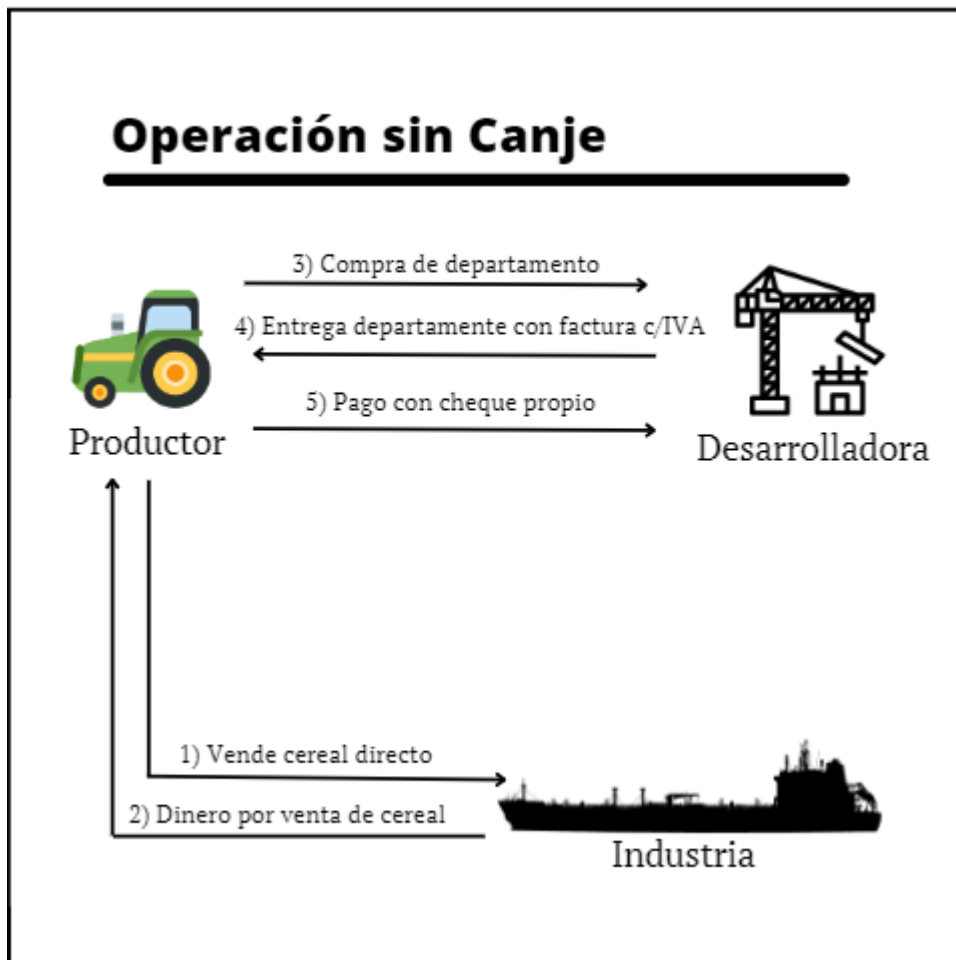 Operación sin Canje
3) Compra de departamento
4) Entrega departamente con factura c/IVA
5) Pago con cheque propio
Productor
Desarrolladora
1) Vende cereal directo
2) Dinero por venta de cereal
Industria